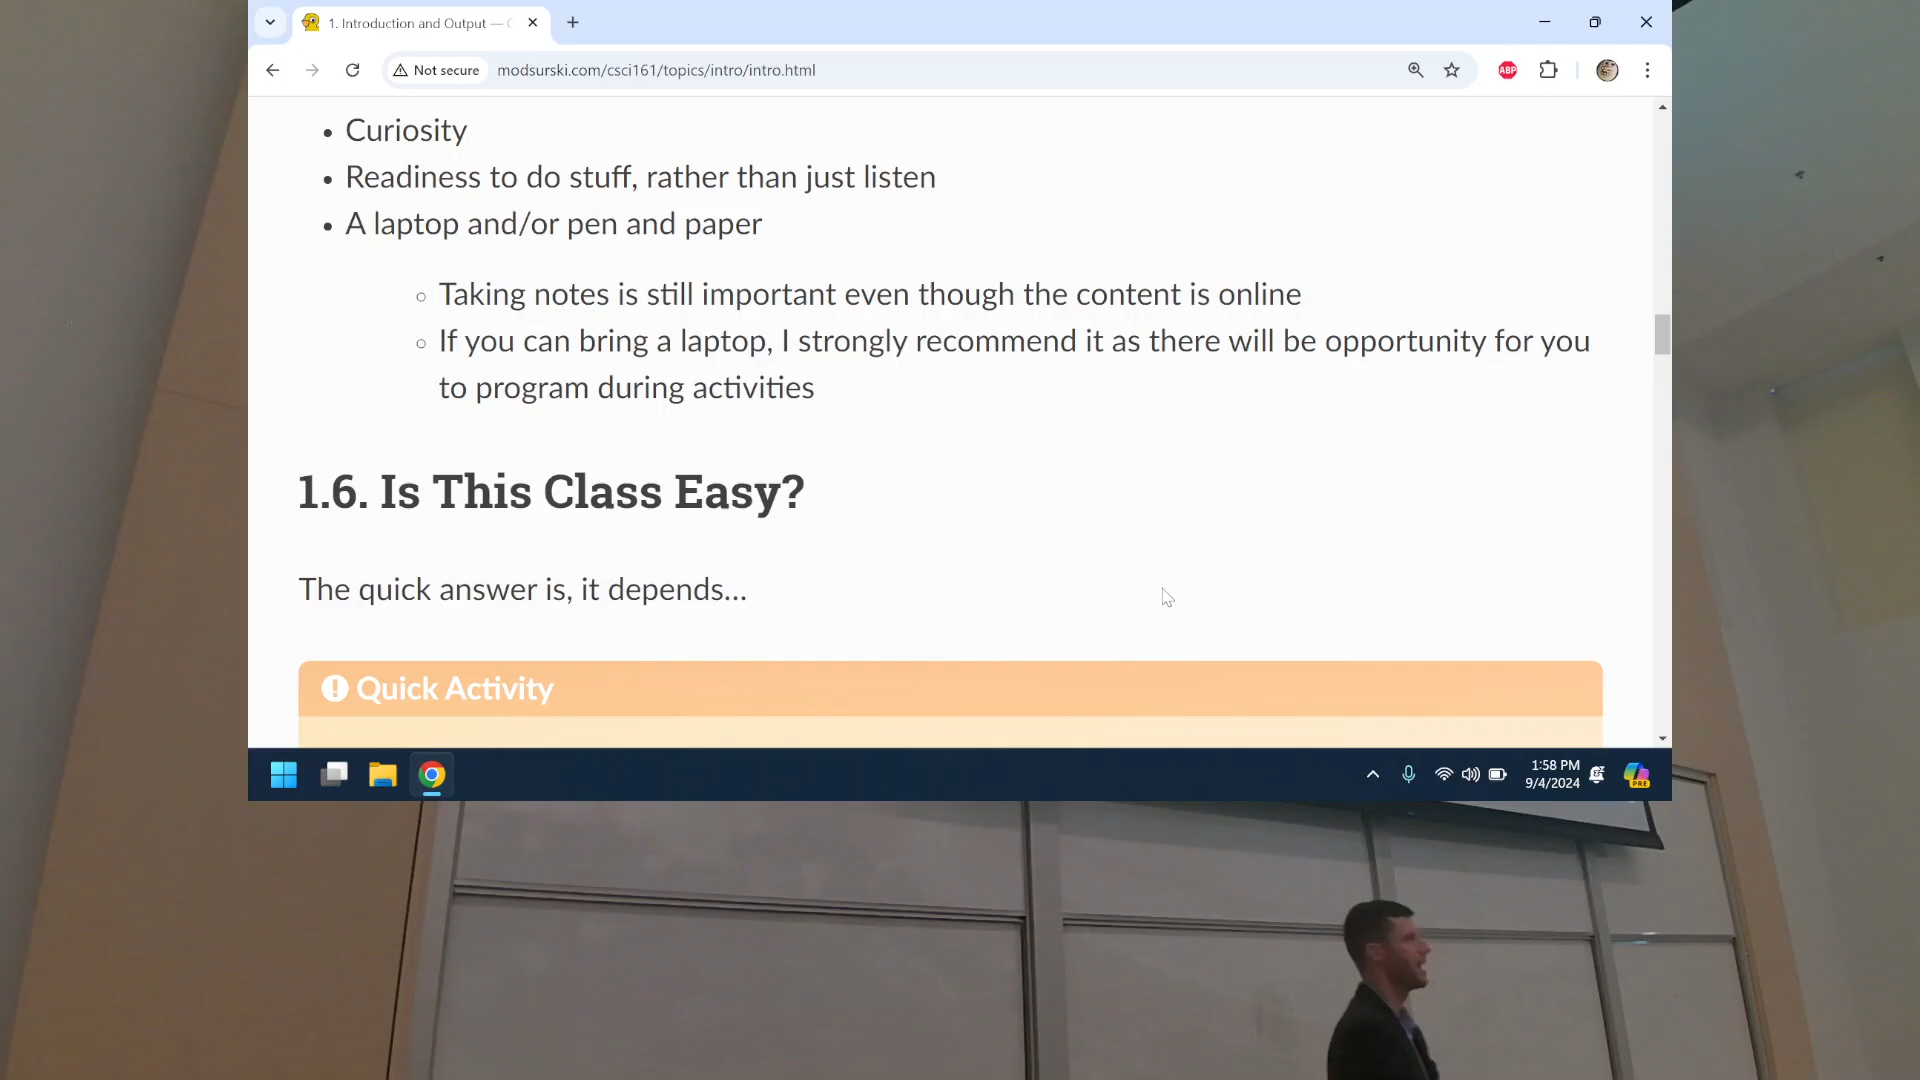 1. Introduction and Output —
Not secure
modsurski.com/csci161/topics/intro/intro.html
ABP
• Curiosity
• Readiness to do stuff, rather than just listen
• A laptop and/or pen and paper
○ Taking notes is still important even though the content is online
○ If you can bring a laptop, I strongly recommend it as there will be opportunity for you
to program during activities
1.6. Is This Class Easy?
The quick answer is, it depends...
Quick Activity
1:58 PM
9/4/2024
PRE